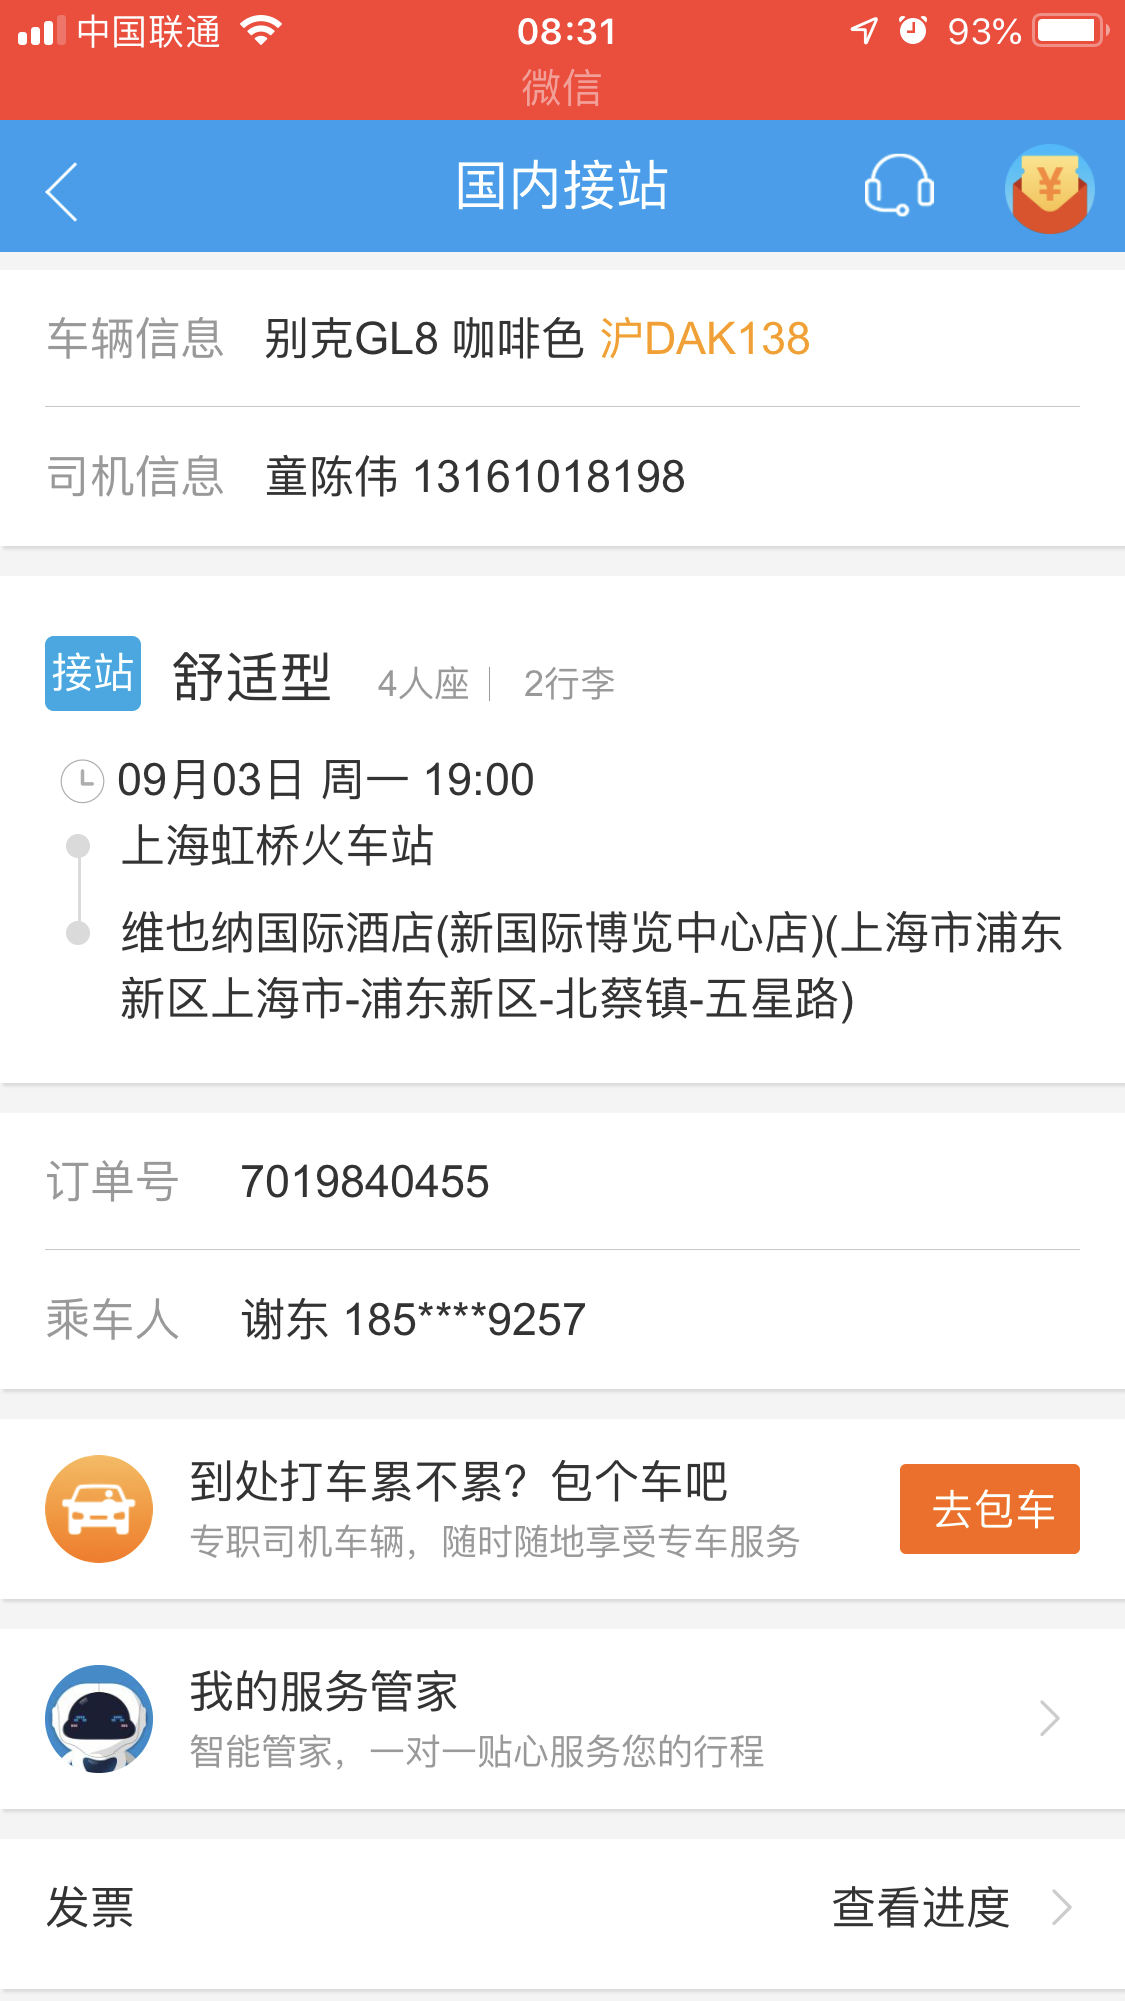 中国联通 08:31 93%
微信
国内接站
车辆信息 别克GL8 咖啡色 沪DAK138
司机信息 童陈伟 13161018198
接站 舒适型 4人座 | 2行李
09月03日 周一 19:00
上海虹桥火车站
维也纳国际酒店(新国际博览中心店)(上海市浦东
新区上海市-浦东新区-北蔡镇-五星路)
订单号 7019840455
乘车人 谢东 185****9257
到处打车累不累？包个车吧
专职司机车辆，随时随地享受专车服务
去包车
我的服务管家
智能管家，一对一贴心服务您的行程
发票 查看进度